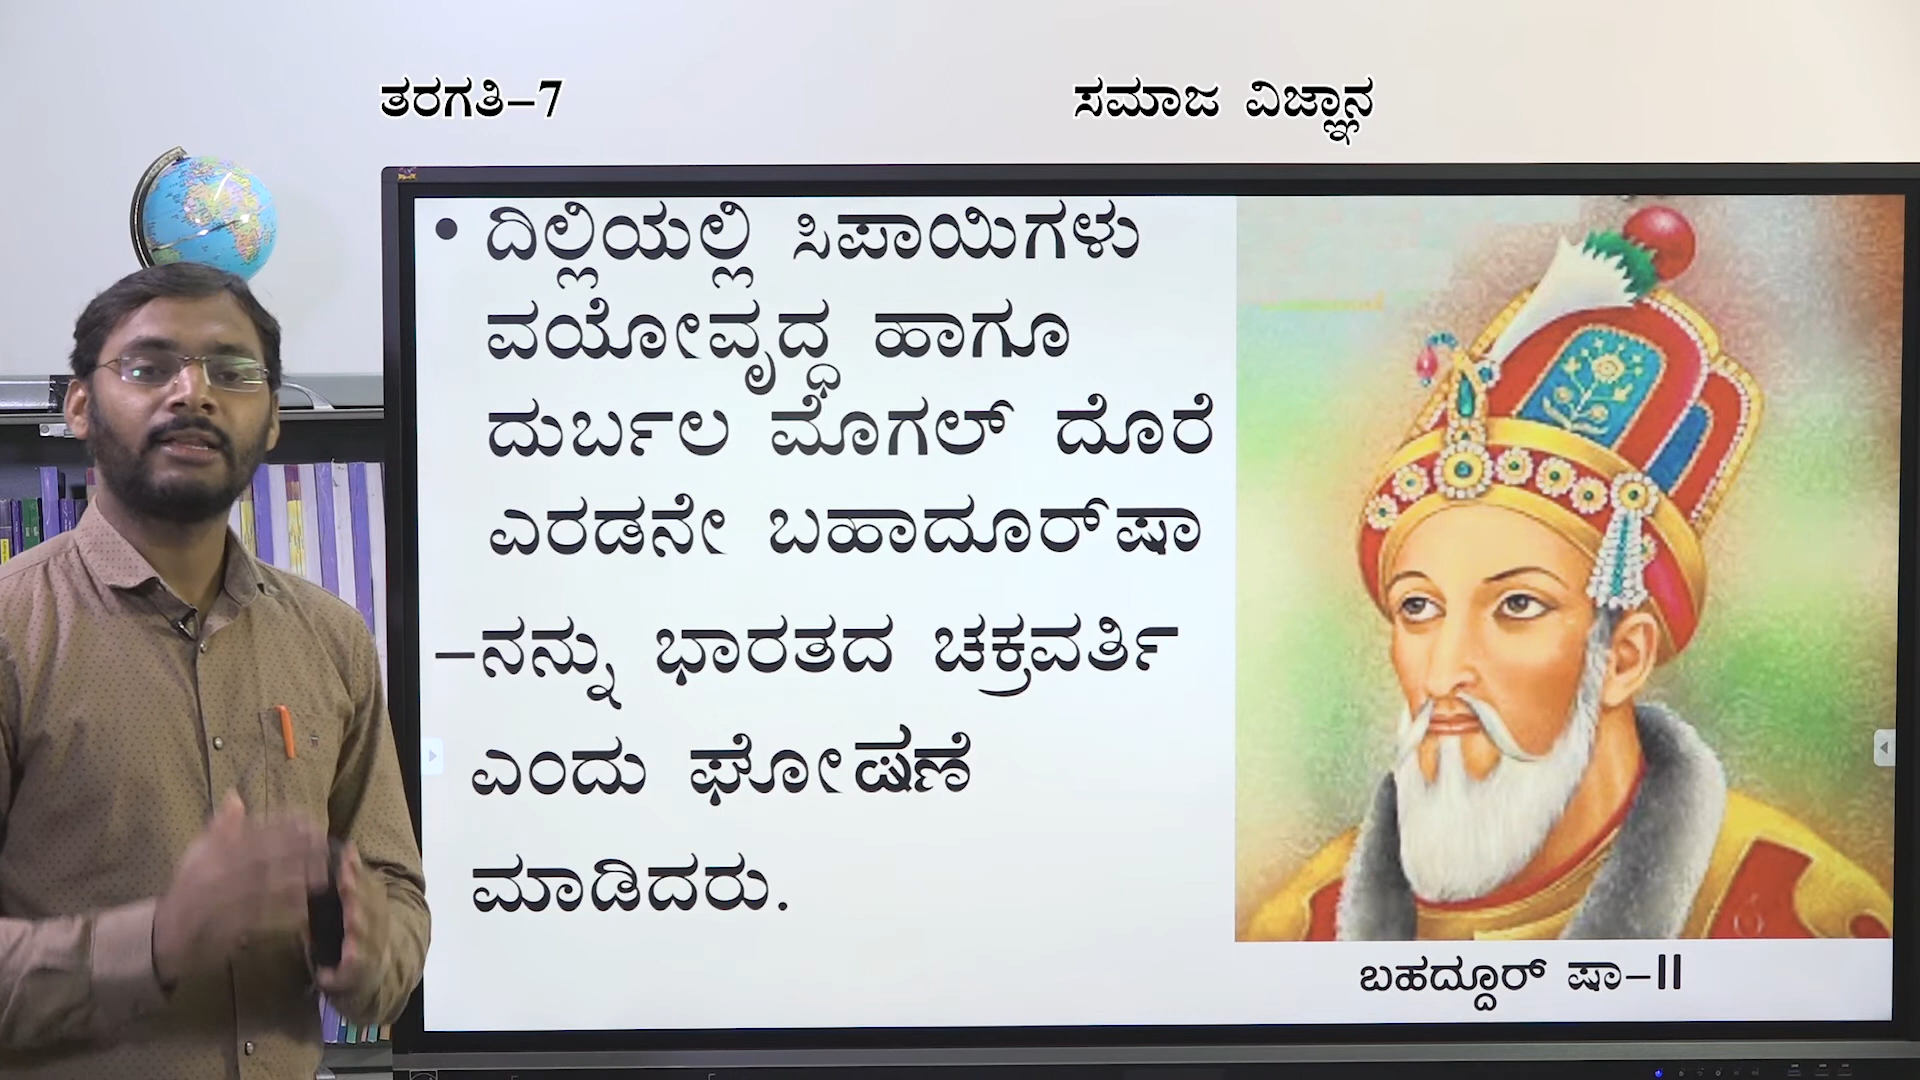 ತರಗತಿ–7
ಸಮಾಜ ವಿಜ್ಞಾನ
• ದಿಲ್ಲಿಯಲ್ಲಿ ಸಿಪಾಯಿಗಳು
ವಯೋವೃದ್ಧ ಹಾಗೂ
ದುರ್ಬಲ ಮೊಗಲ್ ದೊರೆ
ಎರಡನೇ ಬಹಾದೂರ್‌ಷಾ
–ನನ್ನು ಭಾರತದ ಚಕ್ರವರ್ತಿ
ಎಂದು ಘೋಷಣೆ
ಮಾಡಿದರು.
ಬಹದ್ದೂರ್ ಷಾ–II